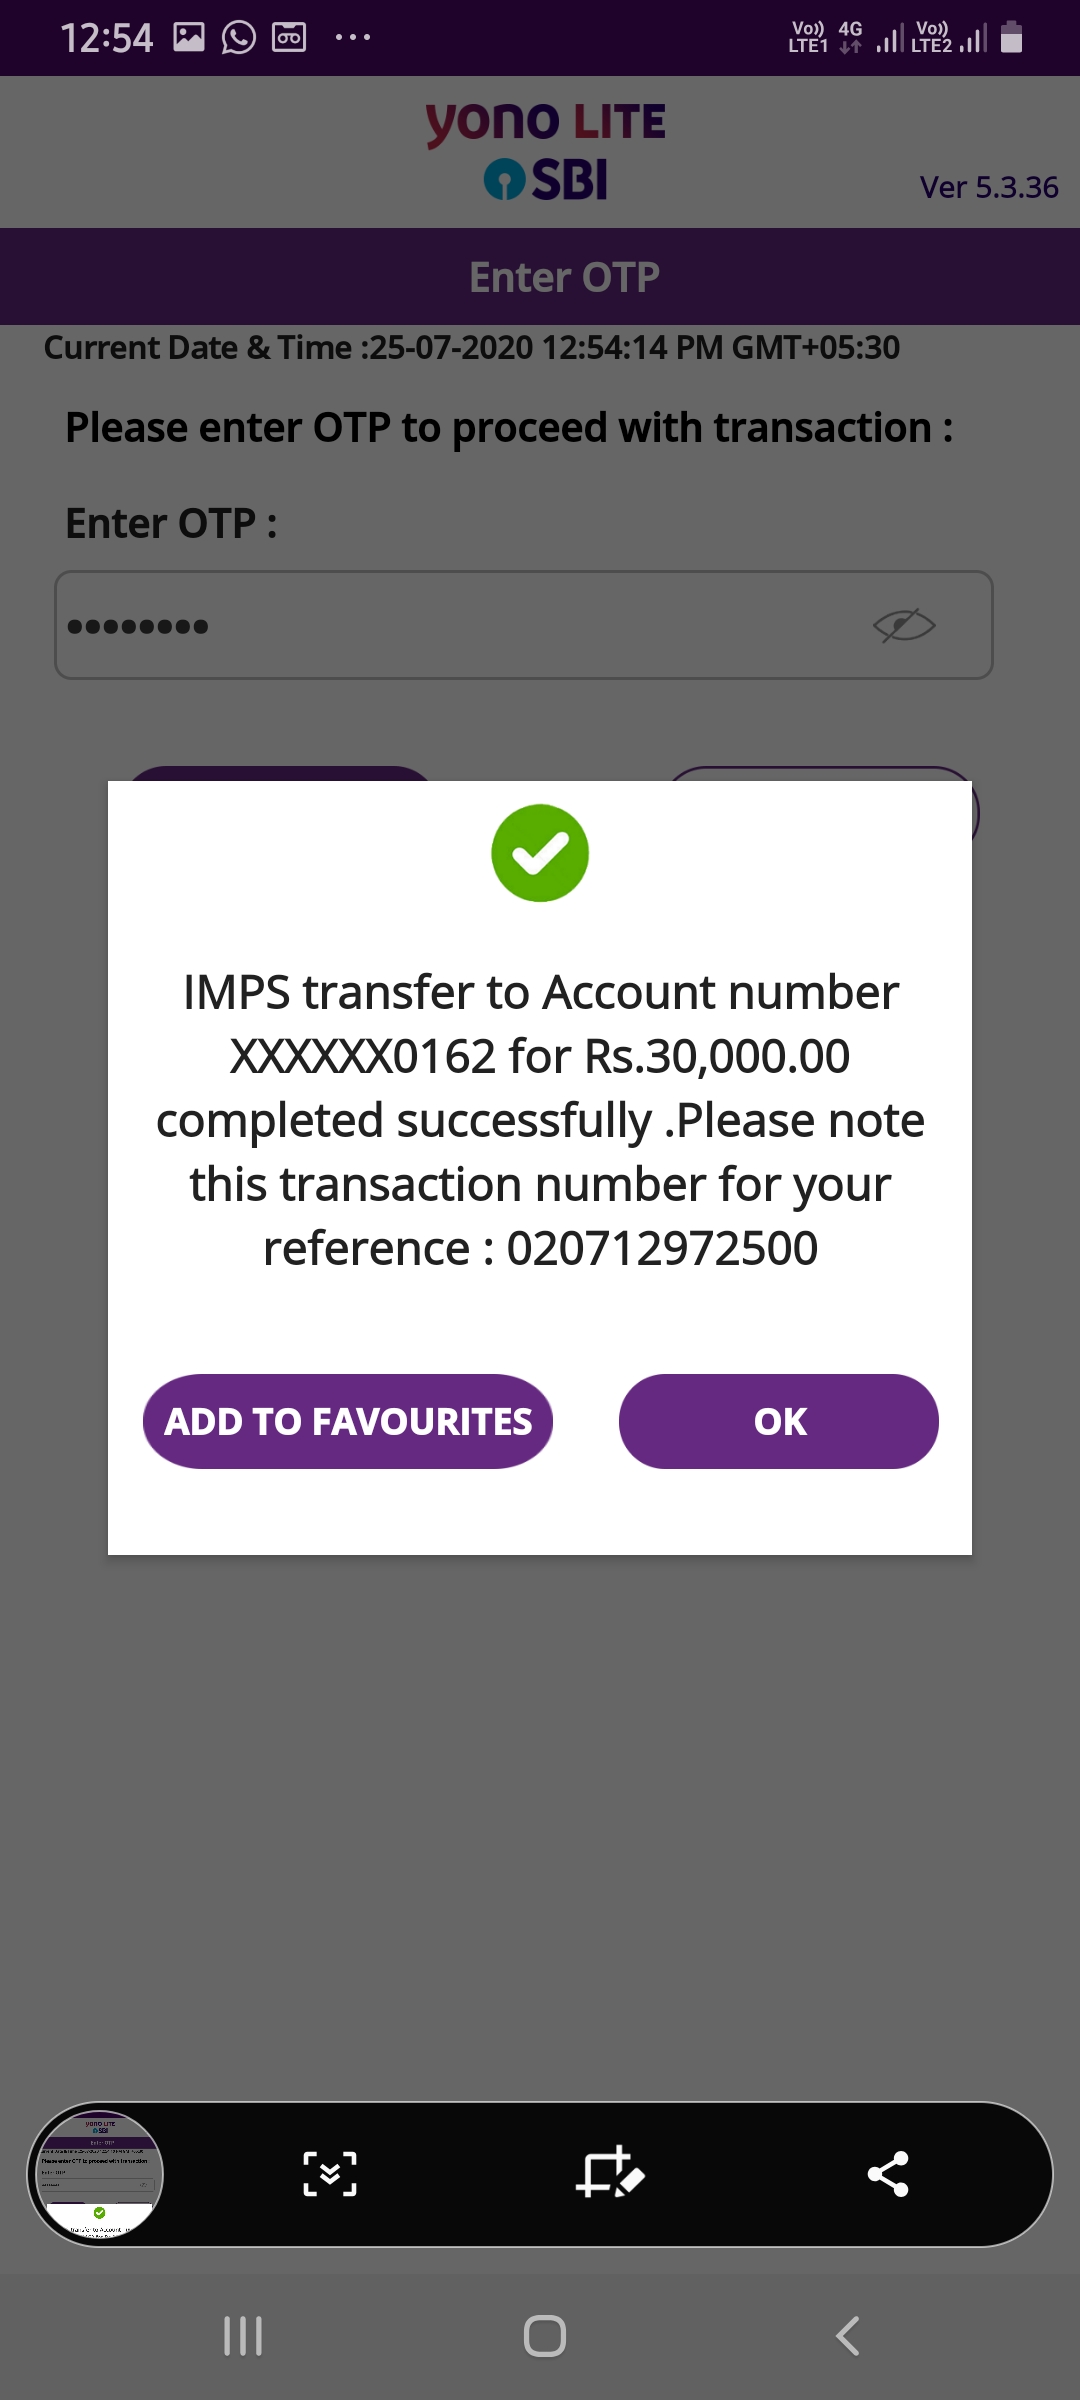 12:54
Vo)) LTE1 4G Vo)) LTE2
yono LITE
SBI
Ver 5.3.36
Enter OTP
Current Date & Time :25-07-2020 12:54:14 PM GMT+05:30
Please enter OTP to proceed with transaction :
Enter OTP :
••••••••
IMPS transfer to Account number
XXXXXX0162 for Rs.30,000.00
completed successfully .Please note
this transaction number for your
reference : 020712972500
ADD TO FAVOURITES
OK